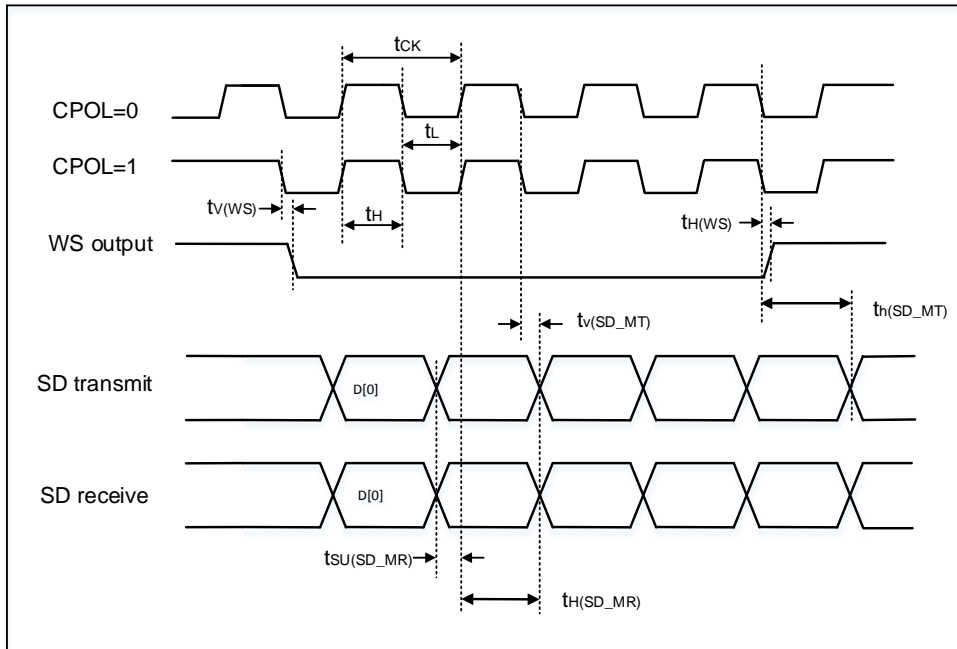 tCK
CPOL=0
tL
CPOL=1
tV(WS)
tH
tH(WS)
WS output
tv(SD_MT)
th(SD_MT)
SD transmit
D[0]
SD receive
D[0]
tSU(SD_MR)
tH(SD_MR)